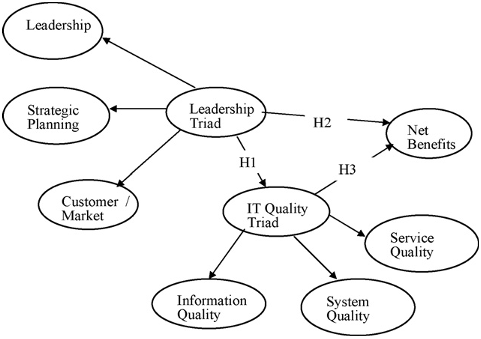 Leadership
Strategic
Planning
Leadership
Triad
H2
Net
Benefits
H1
H3
Customer /
Market
IT Quality
Triad
Service
Quality
Information
Quality
System
Quality